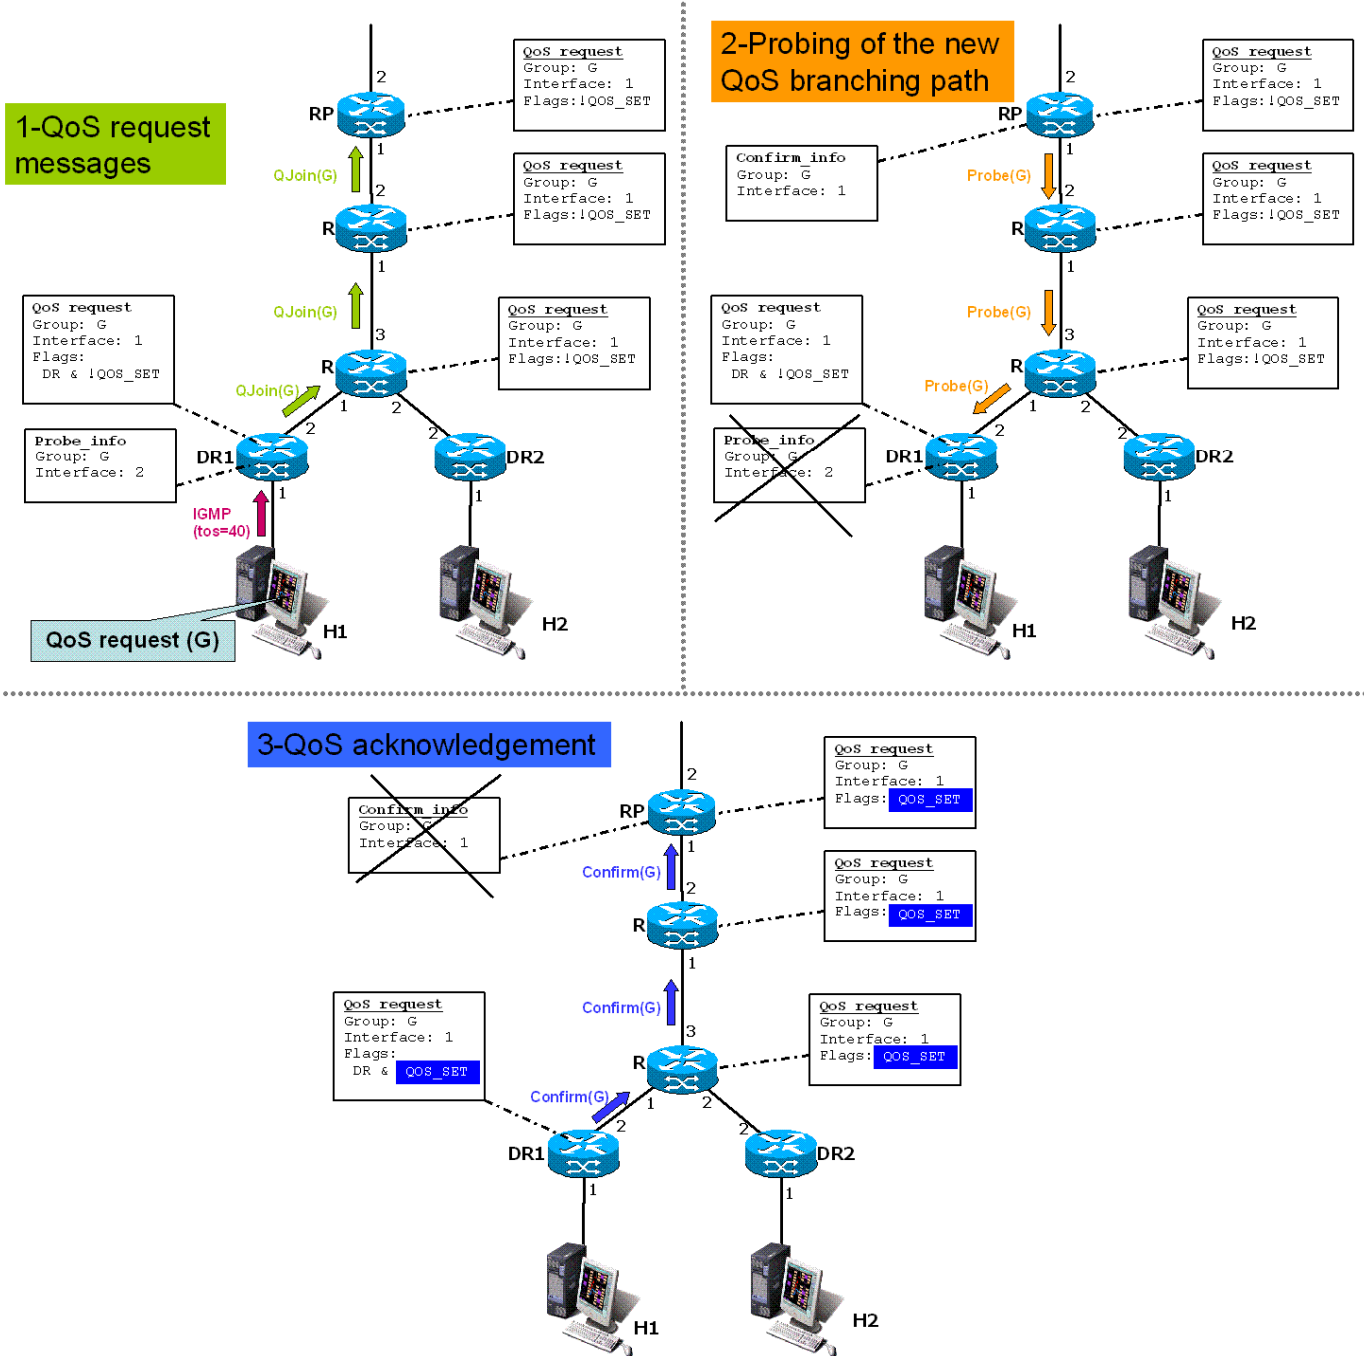 1-QoS request
messages
2
RP
1
QoS request
Group: G
Interface: 1
Flags:!QOS_SET
QJoin(G)
2
R
1
QoS request
Group: G
Interface: 1
Flags:!QOS_SET
QJoin(G)
3
R
1
2
QoS request
Group: G
Interface: 1
Flags:!QOS_SET
QoS request
Group: G
Interface: 1
Flags:
DR & !QOS_SET
QJoin(G)
Probe_info
Group: G
Interface: 2
2
DR1
1
2
DR2
1
IGMP
(tos=40)
QoS request (G)
H1
H2
2-Probing of the new
QoS branching path
2
RP
1
QoS request
Group: G
Interface: 1
Flags:!QOS_SET
Confirm_info
Group: G
Interface: 1
Probe(G)
2
R
1
QoS request
Group: G
Interface: 1
Flags:!QOS_SET
Probe(G)
3
R
1
2
QoS request
Group: G
Interface: 1
Flags:!QOS_SET
QoS request
Group: G
Interface: 1
Flags:
DR & !QOS_SET
Probe(G)
Probe_info
Group: G
Interface: 2
2
DR1
1
2
DR2
1
H1
H2
3-QoS acknowledgement
2
RP
1
QoS request
Group: G
Interface: 1
Flags: QOS_SET
Confirm_info
Group: G
Interface: 1
Confirm(G)
2
R
1
QoS request
Group: G
Interface: 1
Flags: QOS_SET
Confirm(G)
3
R
1
2
QoS request
Group: G
Interface: 1
Flags: QOS_SET
QoS request
Group: G
Interface: 1
Flags:
DR & QOS_SET
Confirm(G)
2
DR1
1
2
DR2
1
H1
H2